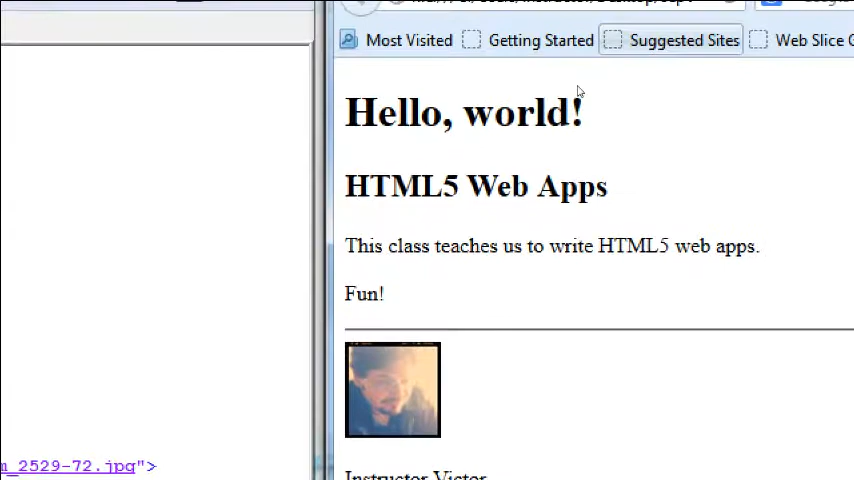 Most Visited Getting Started Suggested Sites Web Slice
Hello, world!
HTML5 Web Apps
This class teaches us to write HTML5 web apps.
Fun!
m_2529-72.jpg">
Instructor Victor